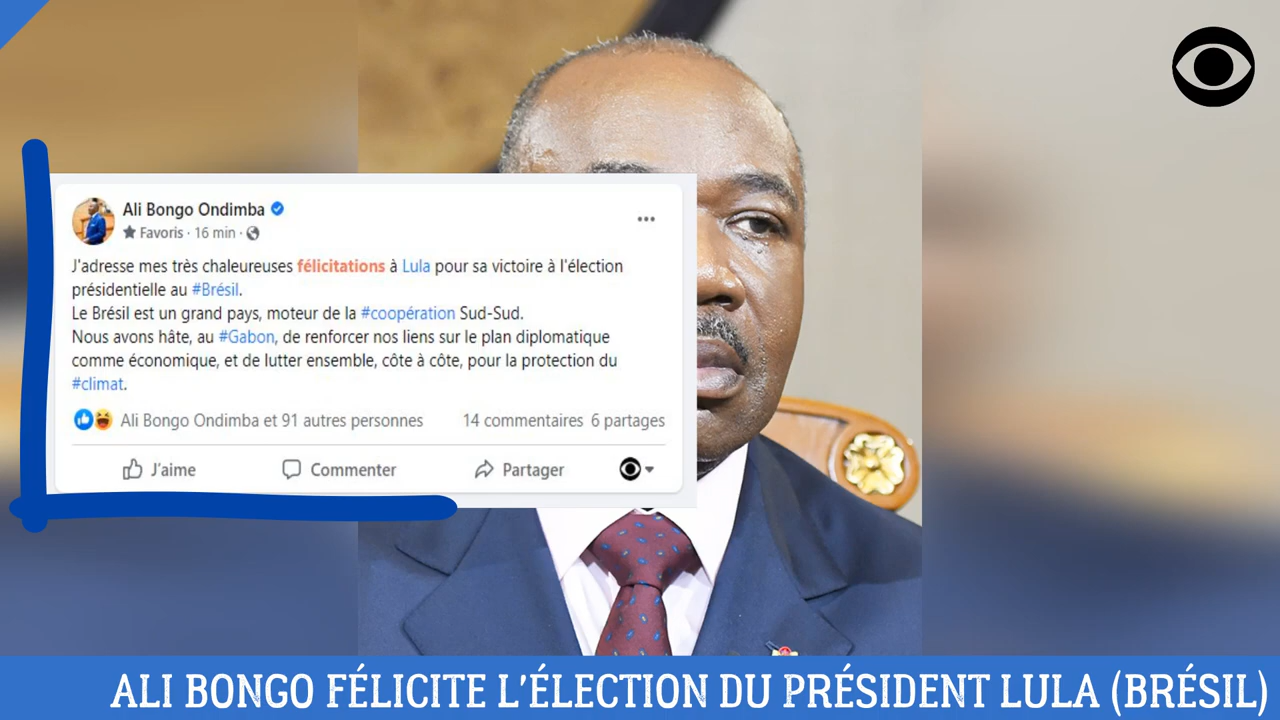 Ali Bongo Ondimba
Favoris · 16 min ·
J'adresse mes très chaleureuses félicitations à Lula pour sa victoire à l'élection
présidentielle au #Brésil.
Le Brésil est un grand pays, moteur de la #coopération Sud-Sud.
Nous avons hâte, au #Gabon, de renforcer nos liens sur le plan diplomatique
comme économique, et de lutter ensemble, côte à côte, pour la protection du
#climat.
Ali Bongo Ondimba et 91 autres personnes 14 commentaires 6 partages
J'aime Commenter Partager
ALI BONGO FÉLICITE L'ÉLECTION DU PRÉSIDENT LULA (BRÉSIL)